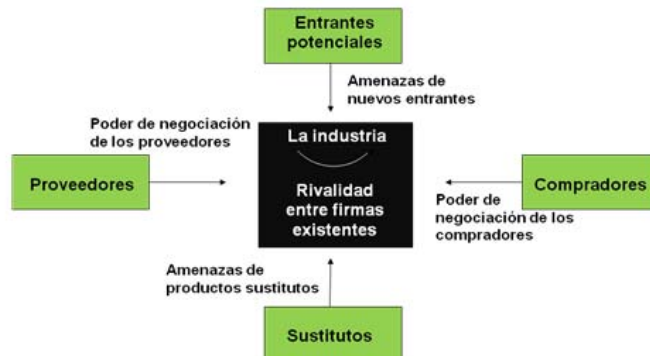 Entrantes
potenciales
Amenazas de
nuevos entrantes
Poder de negociación
de los proveedores
La industria
Proveedores
Rivalidad
entre firmas
existentes
Compradores
Poder de
negociación de los
compradores
Amenazas de
productos sustitutos
Sustitutos